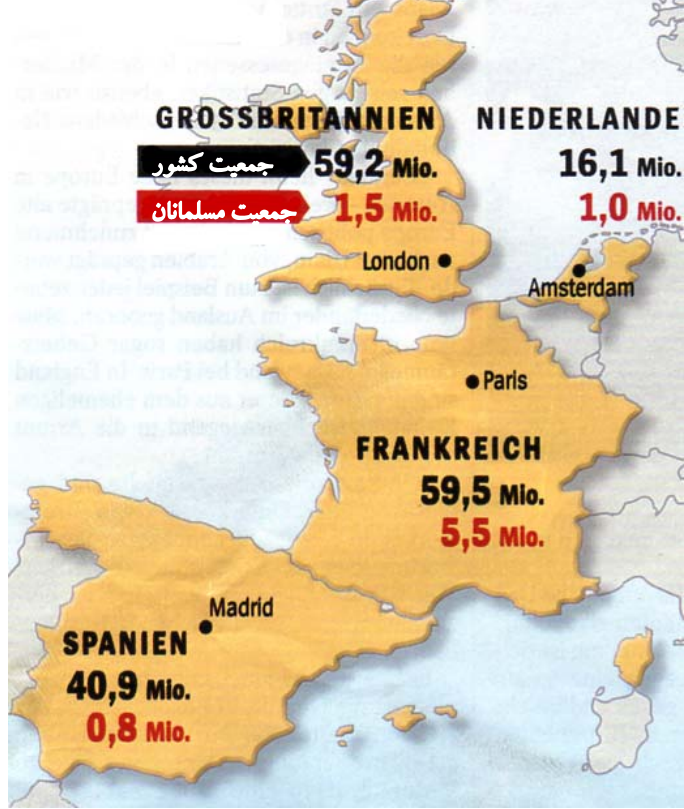 GROSSBRITANNIEN
جمعیت کشور
59,2 Mio.
جمعیت مسلمانان
1,5 Mio.
London
NIEDERLANDE
16,1 Mio.
1,0 Mio.
Amsterdam
Paris
FRANKREICH
59,5 Mio.
5,5 Mio.
Madrid
SPANIEN
40,9 Mio.
0,8 Mio.